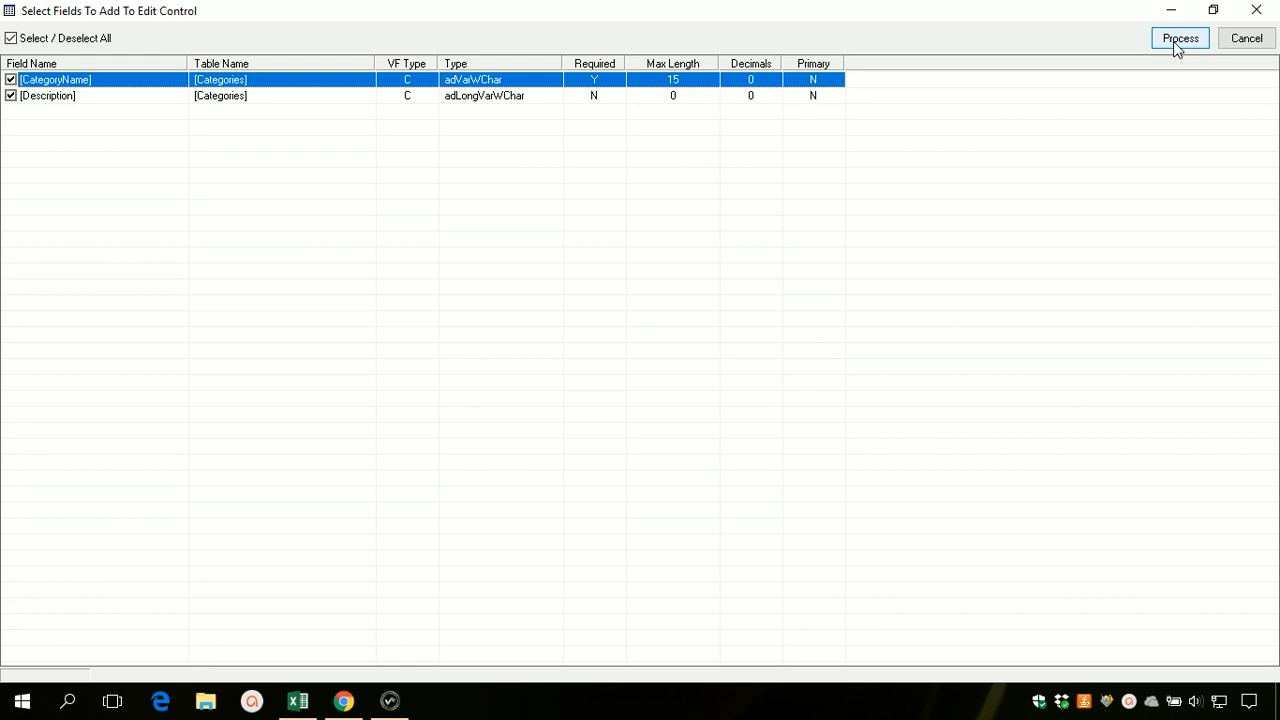 Select Fields To Add To Edit Control
Select / Deselect All
Process
Cancel
Field Name Table Name VF Type Type Required Max Length Decimals Primary
[CategoryName] [Categories] C adVarWChar Y 15 0 N
[Description] [Categories] C adLongVarWChar N 0 0 N